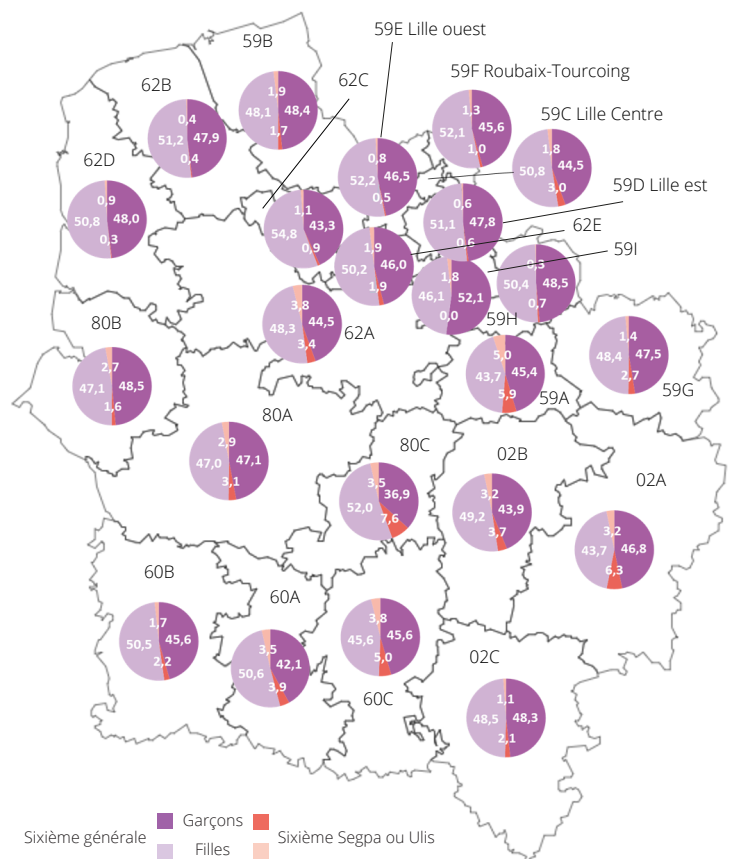 59E Lille ouest
59B
62C
59F Roubaix-Tourcoing
62B
1,9
48,1 48,4
1,7
1,3
52,1 45,6
1,0
59C Lille Centre
0,4
51,2 47,9
0,4
0,8
52,2 46,5
0,5
1,8
50,8 44,5
3,0
62D
59D Lille est
0,9
50,8 48,0
0,3
1,1
54,8 43,3
0,9
0,6
51,1 47,8
0,6
62E
1,9
50,2 46,0
1,9
59I
1,8
46,1 52,1
0,0
0,3
50,4 48,5
0,7
3,8
48,3 44,5
3,4
62A
59H
80B
2,7
47,1 48,5
1,6
5,0
43,7 45,4
5,9
59A
1,4
48,4 47,5
2,7
59G
80A
2,9
47,0 47,1
3,1
80C
3,5
52,0 36,9
7,6
02B
3,2
49,2 43,9
3,7
02A
3,2
43,7 46,8
6,3
60B
1,7
50,5 45,6
2,2
60A
3,5
50,6 42,1
3,9
3,8
45,6 45,6
5,0
60C
02C
1,1
48,5 48,3
2,1
Garçons
Sixième générale Sixième Segpa ou Ulis
Filles